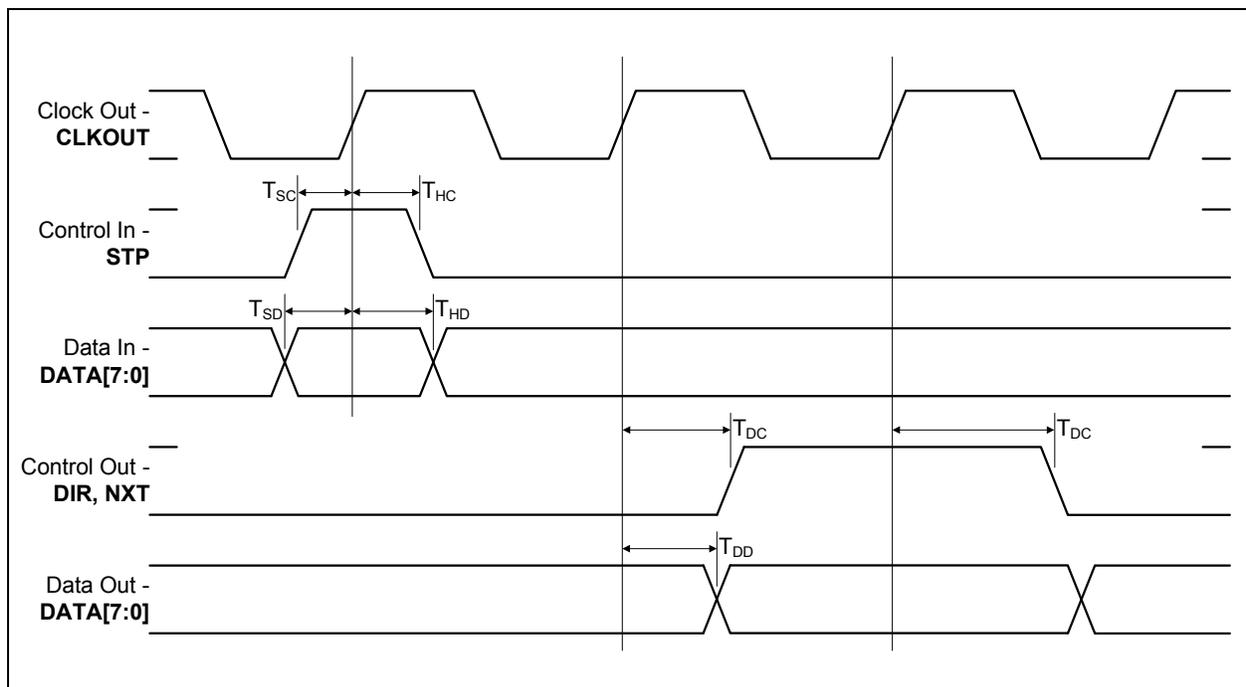 Clock Out -
CLKOUT
T_SC T_HC
Control In -
STP
T_SD T_HD
Data In -
DATA[7:0]
T_DC T_DC
Control Out -
DIR, NXT
T_DD
Data Out -
DATA[7:0]